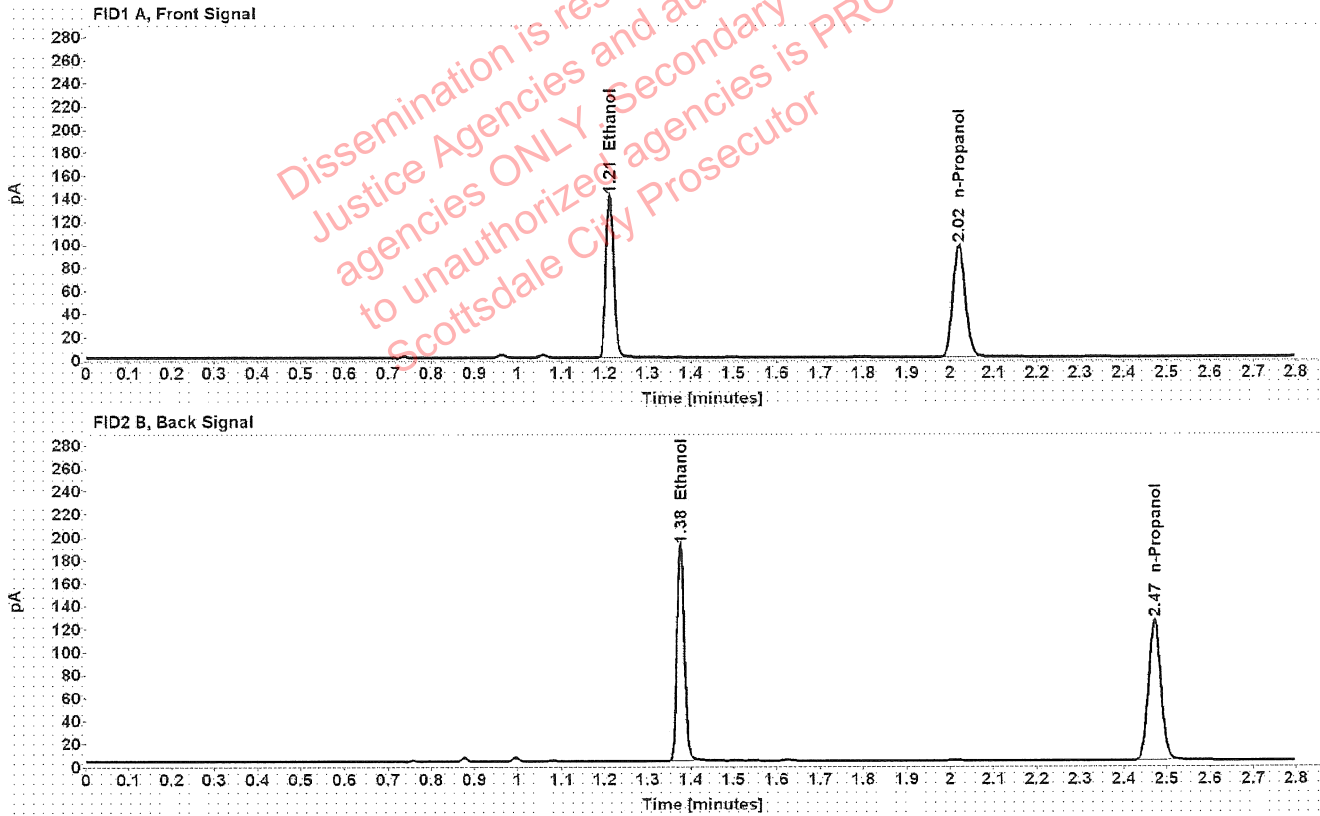 FID1 A, Front Signal
Dissemination is
Justice Agencies and
agencies ONLY. Secondary
to unauthorized agencies is
Scottsdale City Prosecutor
280
260
240
220
200
180
160
140
120
100
80
60
40
20
0
pA
1.21 Ethanol
2.02 n-Propanol
0 0.1 0.2 0.3 0.4 0.5 0.6 0.7 0.8 0.9 1 1.1 1.2 1.3 1.4 1.5 1.6 1.7 1.8 1.9 2 2.1 2.2 2.3 2.4 2.5 2.6 2.7 2.8
Time [minutes]
FID2 B, Back Signal
280
260
240
220
200
180
160
140
120
100
80
60
40
20
0
pA
1.38 Ethanol
2.47 n-Propanol
0 0.1 0.2 0.3 0.4 0.5 0.6 0.7 0.8 0.9 1 1.1 1.2 1.3 1.4 1.5 1.6 1.7 1.8 1.9 2 2.1 2.2 2.3 2.4 2.5 2.6 2.7 2.8
Time [minutes]